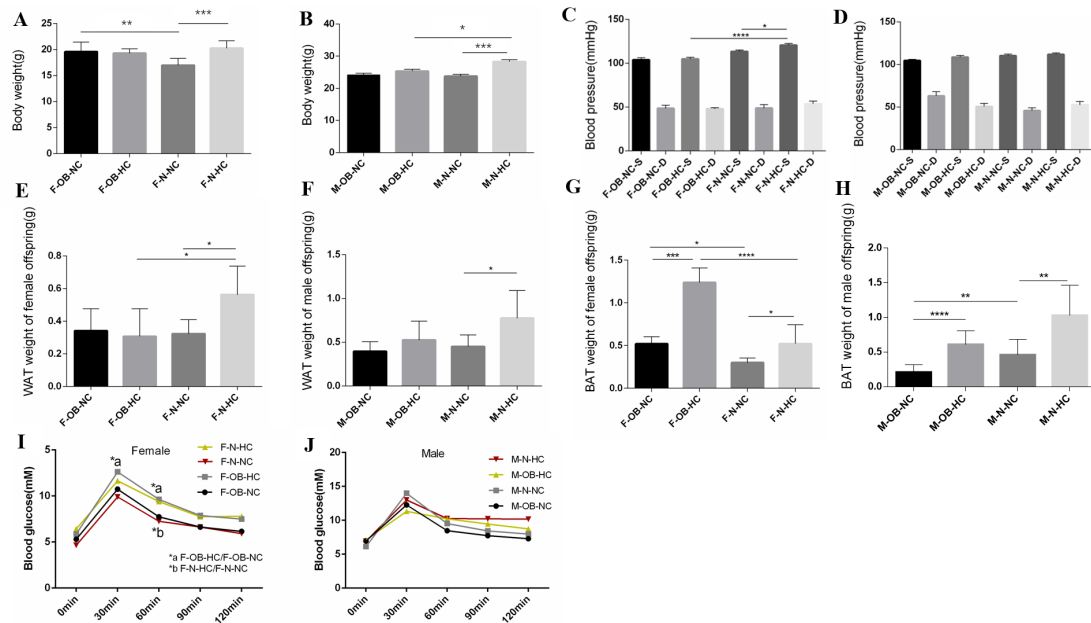 A
Body weight(g)
25
20
15
10
5
0
**
***
F-OB-NC
F-OB-HC
F-N-NC
F-N-HC
B
Body weight(g)
40
30
20
10
0
*
***
M-OB-NC
M-OB-HC
M-N-NC
M-N-HC
C
Blood pressure(mmHg)
150
100
50
0
*
****
F-OB-NC-S
F-OB-NC-D
F-OB-HC-S
F-OB-HC-D
F-N-NC-S
F-N-NC-D
F-N-HC-S
F-N-HC-D
D
Blood pressure(mmHg)
150
100
50
0
M-OB-NC-S
M-OB-NC-D
M-OB-HC-S
M-OB-HC-D
M-N-NC-S
M-N-NC-D
M-N-HC-S
M-N-HC-D
E
WAT weight of female offspring(g)
0.8
0.6
0.4
0.2
0.0
*
*
F-OB-NC
F-OB-HC
F-N-NC
F-N-HC
F
WAT weight of male offspring(g)
1.5
1.0
0.5
0.0
*
M-OB-NC
M-OB-HC
M-N-NC
M-N-HC
G
BAT weight of female offspring(g)
1.5
1.0
0.5
0.0
*
***
****
*
F-OB-NC
F-OB-HC
F-N-NC
F-N-HC
H
BAT weight of male offspring(g)
2.0
1.5
1.0
0.5
0.0
**
**
****
M-OB-NC
M-OB-HC
M-N-NC
M-N-HC
I
Female
Blood glucose(mM)
5
10
5
0
*a
*a
*b
F-N-HC
F-N-NC
F-OB-HC
F-OB-NC
*a F-OB-HC/F-OB-NC
*b F-N-HC/F-N-NC
0min
30min
60min
90min
120min
J
Male
Blood glucose(mM)
20
15
10
5
0
M-N-HC
M-OB-HC
M-N-NC
M-OB-NC
0min
30min
60min
90min
120min